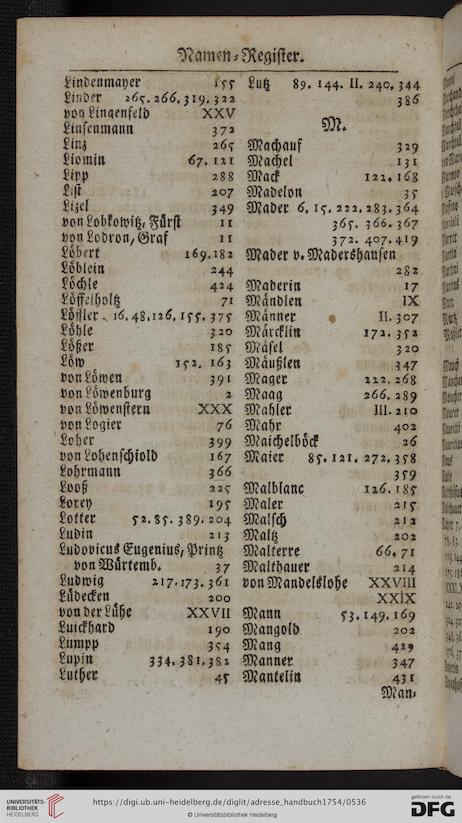 Namen-Register.
Lindenmayer 155
Linder 265. 266. 319. 322
von Lingenfeld XXV
Linsenmann 372
Linz 265
Liomin 67. 121
Lipp 288
List 207
Lizel 349
von Lobkowitz, Fürst 11
von Lodron, Graf 11
Löbert 169. 182
Löblein 244
Löchle 424
Löffelholtz 71
Löffler 16. 48. 126. 155. 375
Löhle 320
Lößer 185
Löw 152. 163
von Löwen 391
von Löwenburg 2
von Löwenstern XXX
von Logier 76
Loher 399
von Lohenschiold 167
Lohrmann 366
Looß 225
Lorey 195
Lotter 52. 85. 389. 204
Ludin 213
Ludovicus Eugenius, Printz
von Würtemb. 37
Ludwig 217. 173. 361
Lüdecken 200
von der Lühe XXVII
Luickhard 190
Lumpp 354
Lupin 334. 381. 382
Luther 45
Lutz 89. 144. II. 240. 344
386
M.
Machauf 329
Machel 131
Mack 122. 168
Madelon 35
Mader 6. 15. 222. 283. 364
365. 366. 367
372. 407. 419
Mader v. Madershausen
282
Maderin 17
Mändlen IX
Männer II. 307
Märcklin 172. 352
Mäsel 320
Mäußlen 347
Mager 222. 268
Maag 266. 289
Mahler III. 210
Mahr 402
Maichelböck 26
Maier 85. 121. 272. 358
359
Malblanc 126. 185
Maler 215
Malsch 212
Maltz 202
Malterre 66. 71
Malthauer 214
von Mandelslohe XXVIII
XXIX
Mann 53. 149. 169
Mangold 202
Mang 429
Manner 347
Mantelin 431
Man-
UNIVERSITÄTS-
BIBLIOTHEK
HEIDELBERG
https://digi.ub.uni-heidelberg.de/diglit/adresse_handbuch1754/0536
© Universitätsbibliothek Heidelberg
gefördert durch die
DFG